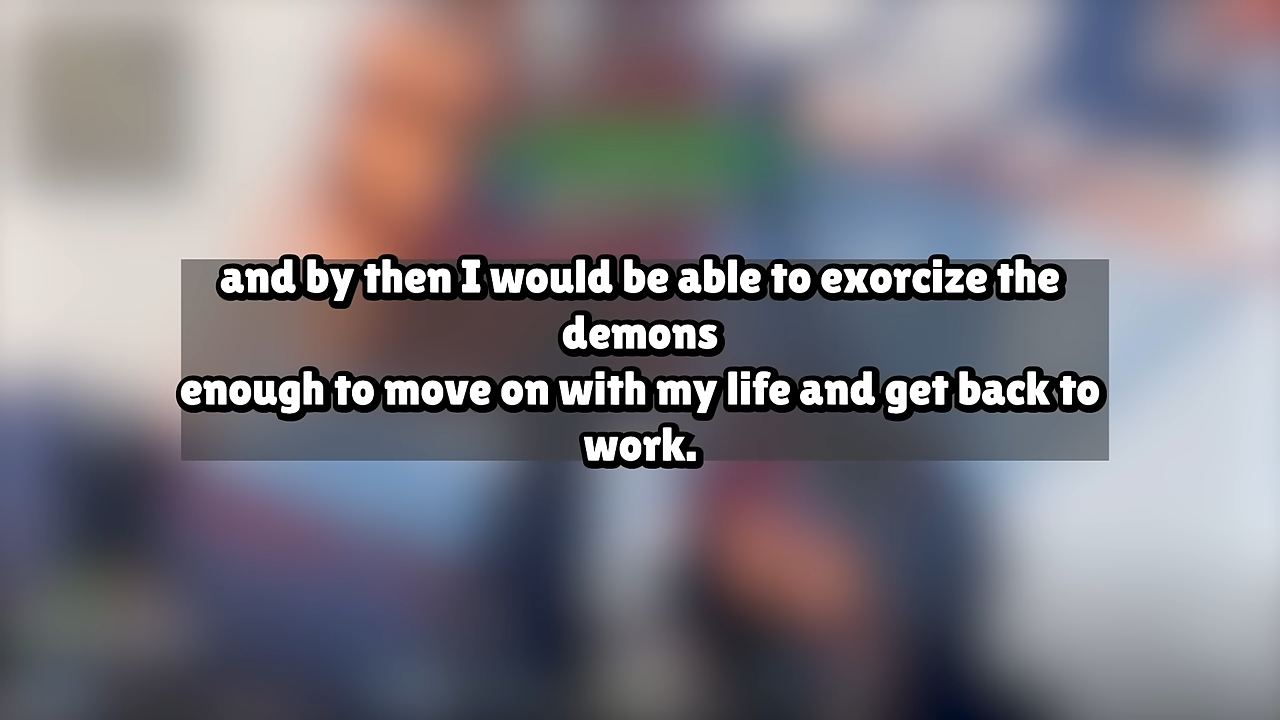 and by then I would be able to exorcize the
demons
enough to move on with my life and get back to
work.